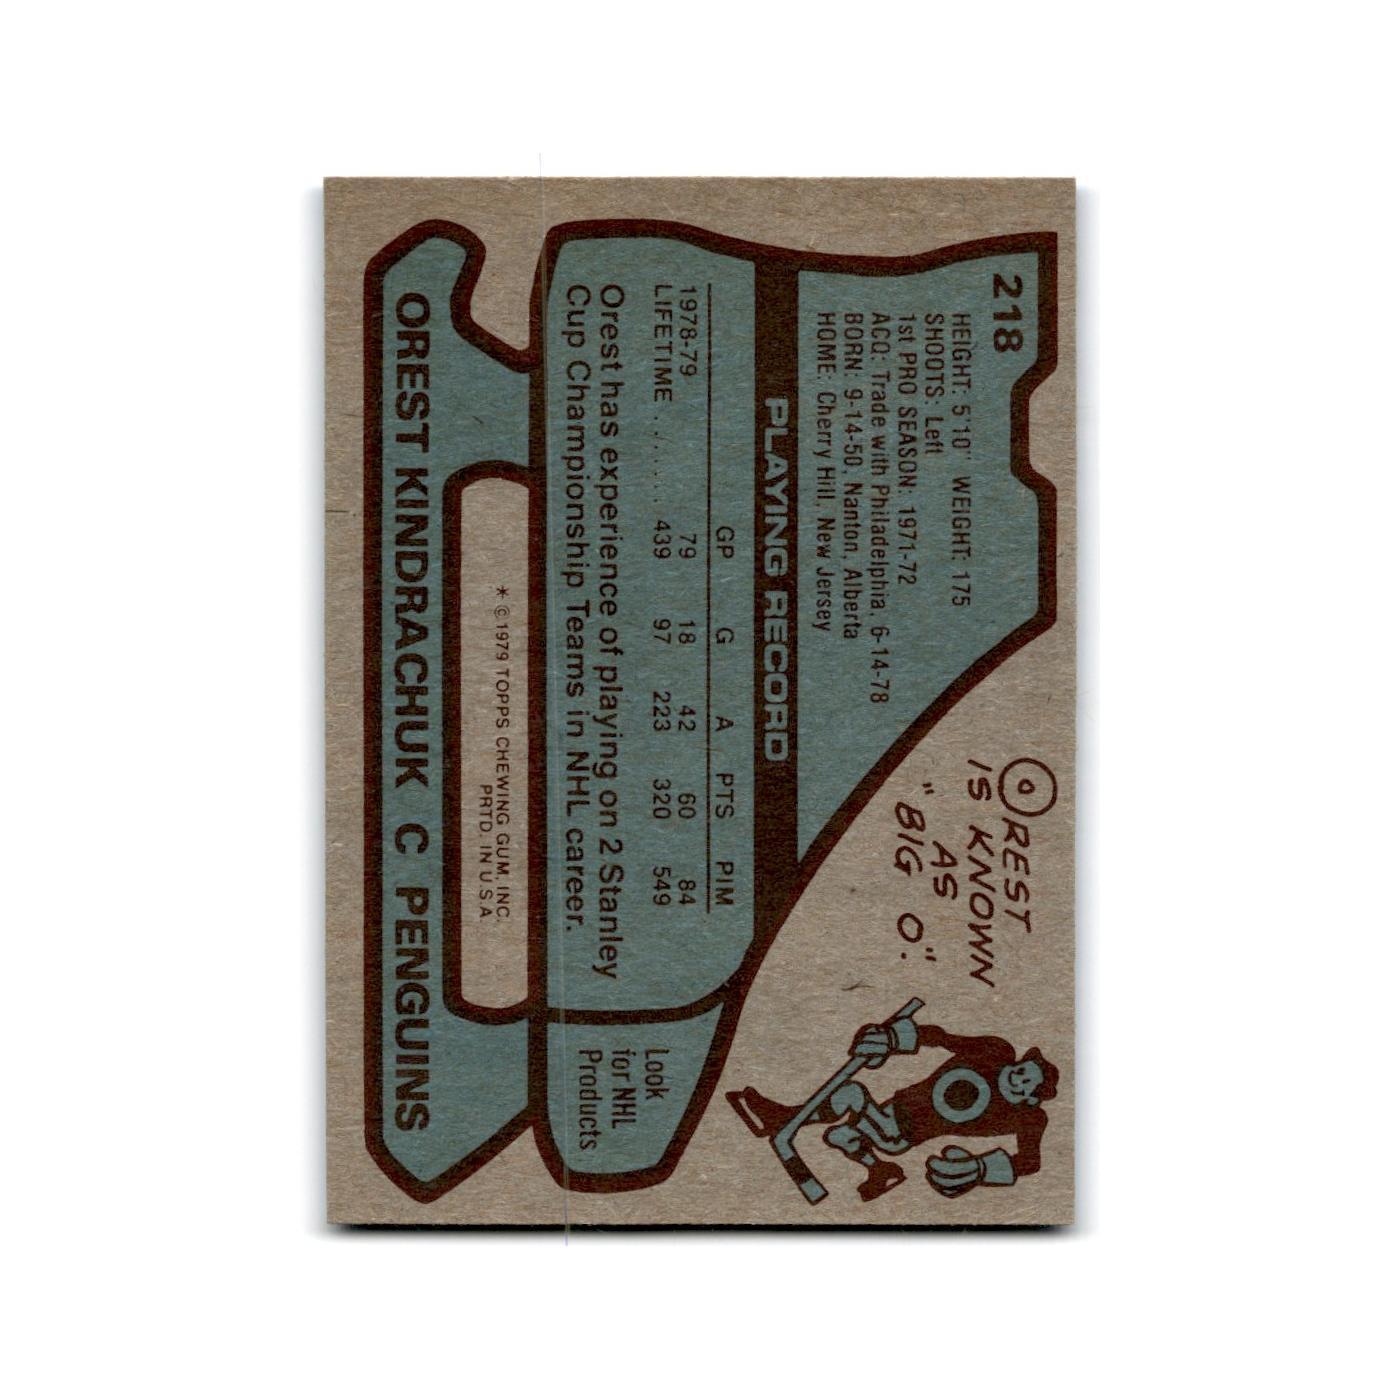 218
HEIGHT: 5'10" WEIGHT: 175
SHOOTS: Left
1st PRO SEASON: 1971-72
ACQ: Trade with Philadelphia, 6-14-78
BORN: 9-14-50, Nanton, Alberta
HOME: Cherry Hill, New Jersey
OREST
IS KNOWN
AS
"BIG O".
PLAYING RECORD
GP G A PTS PIM
1978-79 79 18 42 60 84
LIFETIME ....... 439 97 223 320 549
Orest has experience of playing on 2 Stanley
Cup Championship Teams in NHL career.
Look
for NHL
Products
* © 1979 TOPPS CHEWING GUM, INC.
PRTD. IN U.S.A.
OREST KINDRACHUK C PENGUINS